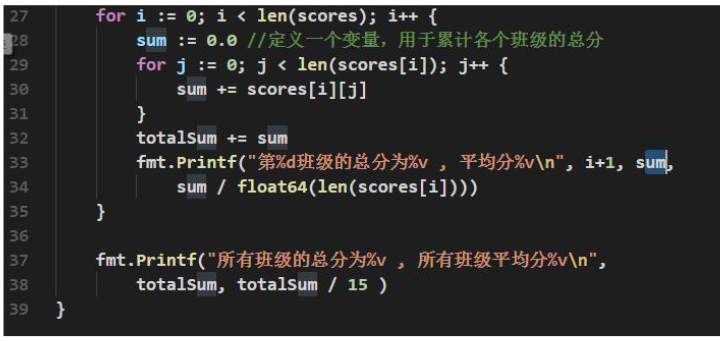 27 for i := 0; i < len(scores); i++ {
28 sum := 0.0 //定义一个变量，用于累计各个班级的总分
29 for j := 0; j < len(scores[i]); j++ {
30 sum += scores[i][j]
31 }
32 totalSum += sum
33 fmt.Printf("第%d班级的总分为%v , 平均分%v\n", i+1, sum,
34 sum / float64(len(scores[i])))
35 }
36
37 fmt.Printf("所有班级的总分为%v , 所有班级平均分%v\n",
38 totalSum, totalSum / 15 )
39 }